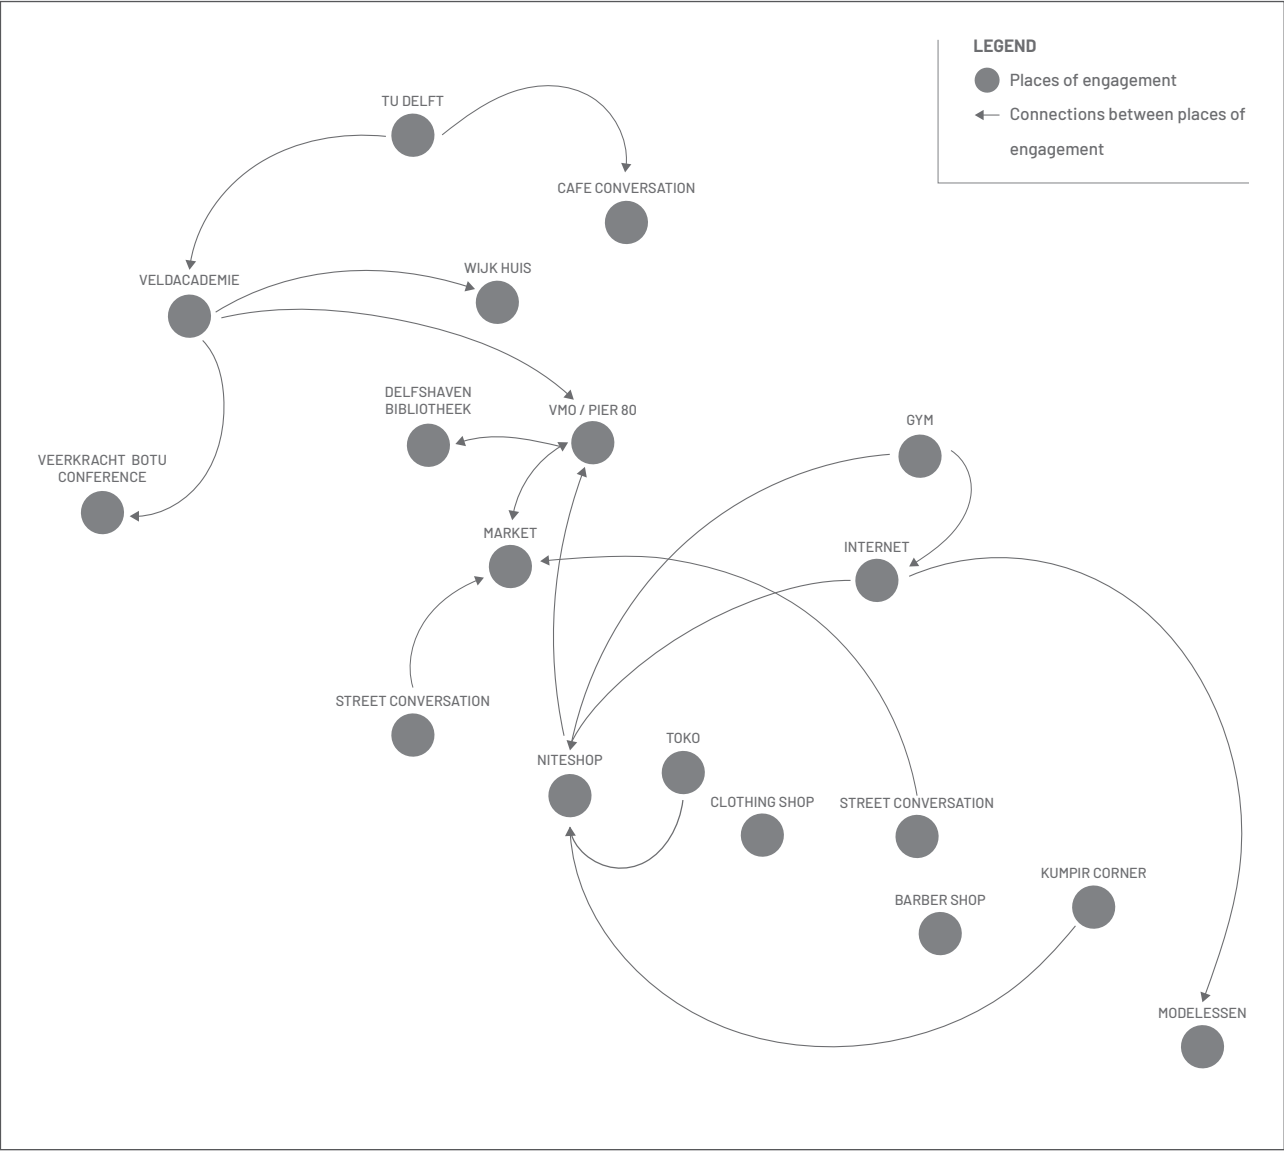 LEGEND
Places of engagement
Connections between places of
engagement
TU DELFT
CAFE CONVERSATION
WIJK HUIS
VELDACADEMIE
DELFSHAVEN
BIBLIOTHEEK
VMO / PIER 80
GYM
VEERKRACHT BOTU
CONFERENCE
MARKET
INTERNET
STREET CONVERSATION
TOKO
NITESHOP
CLOTHING SHOP
STREET CONVERSATION
KUMPIR CORNER
BARBER SHOP
MODELESSEN